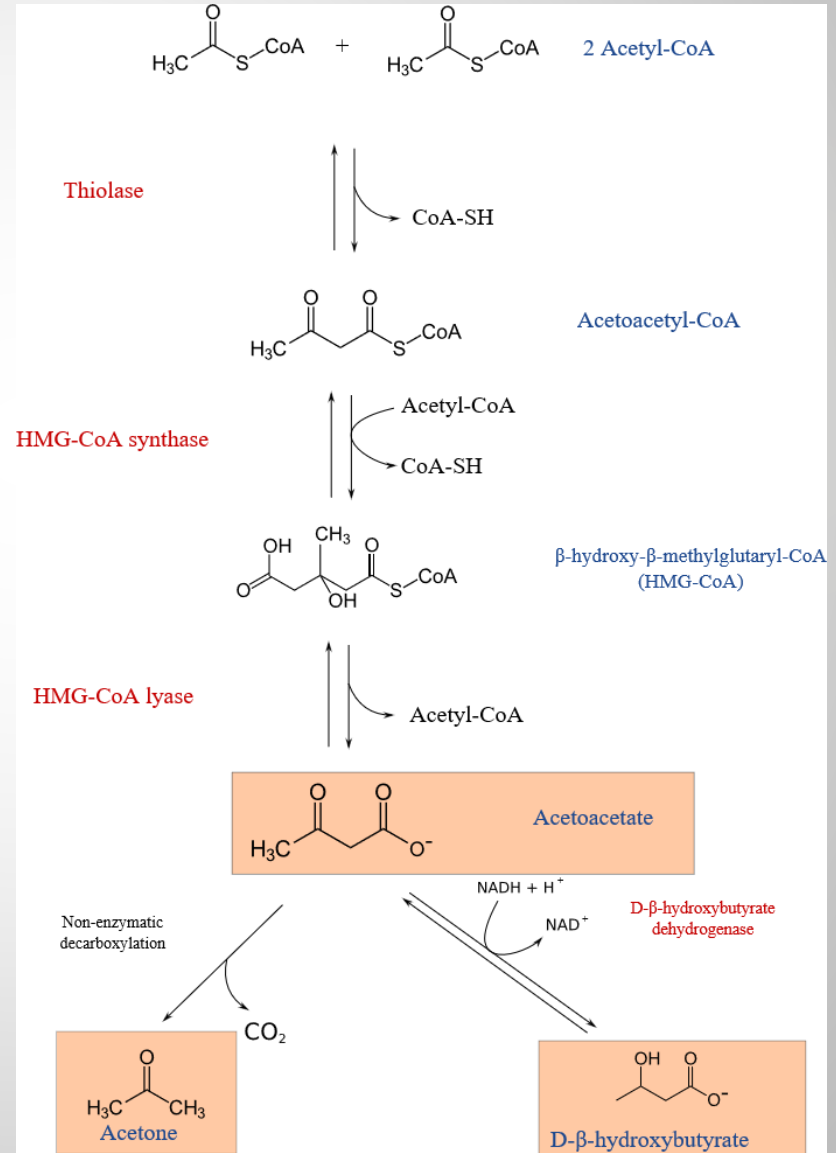 O O
H₃C S CoA + H₃C S CoA 2 Acetyl-CoA
Thiolase
CoA-SH
O O
H₃C S CoA
Acetoacetyl-CoA
Acetyl-CoA
HMG-CoA synthase
CoA-SH
OH CH₃ O
O OH S CoA
β-hydroxy-β-methylglutaryl-CoA
(HMG-CoA)
HMG-CoA lyase
Acetyl-CoA
O O
H₃C O⁻
Acetoacetate
NADH + H⁺
NAD⁺
D-β-hydroxybutyrate
dehydrogenase
Non-enzymatic
decarboxylation
CO₂
O
H₃C CH₃
Acetone
OH O
O⁻
D-β-hydroxybutyrate